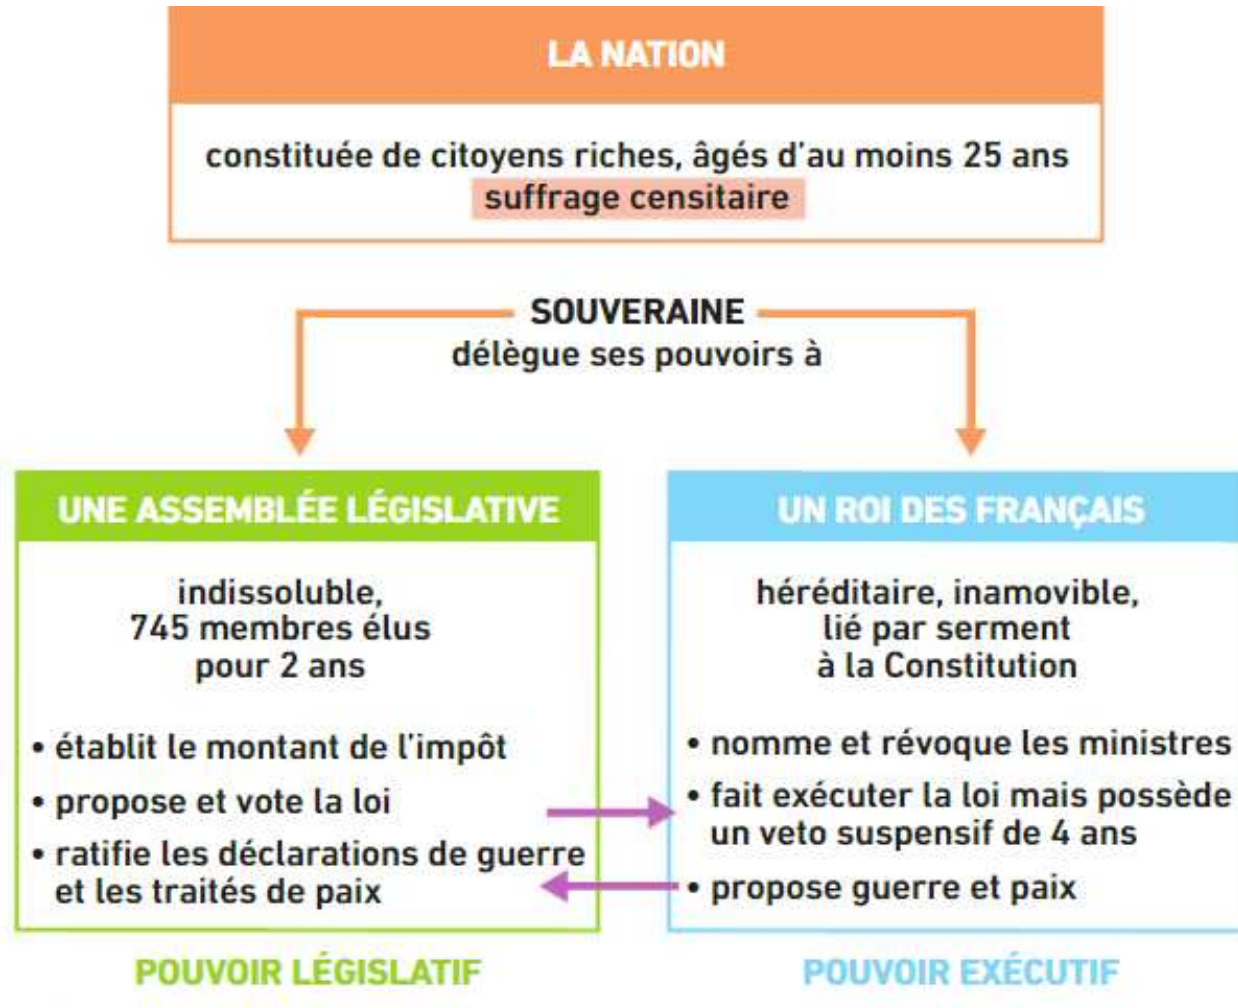 LA NATION
constituée de citoyens riches, âgés d'au moins 25 ans
suffrage censitaire
SOUVERAINE
délègue ses pouvoirs à
UNE ASSEMBLÉE LÉGISLATIVE
indissoluble,
745 membres élus
pour 2 ans
• établit le montant de l'impôt
• propose et vote la loi
• ratifie les déclarations de guerre
et les traités de paix
POUVOIR LÉGISLATIF
UN ROI DES FRANÇAIS
héréditaire, inamovible,
lié par serment
à la Constitution
• nomme et révoque les ministres
• fait exécuter la loi mais possède
un veto suspensif de 4 ans
• propose guerre et paix
POUVOIR EXÉCUTIF